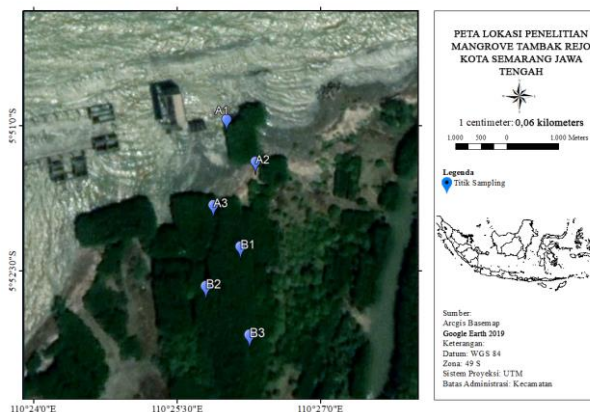 A1
A2
A3
B1
B2
B3
5°51'0"S
5°52'30"S
110°24'0"E
110°25'30"E
110°27'0"E
PETA LOKASI PENELITIAN
MANGROVE TAMBAK REJO
KOTA SEMARANG JAWA
TENGAH
1 centimeter: 0,06 kilometers
1.000 500 0 1.000 Meters
Legenda
Titik Sampling
Sumber:
Arcgis Basemap
Google Earth 2019
Keterangan:
Datum: WGS 84
Zona: 49 S
Sistem Proyeksi: UTM
Batas Administrasi: Kecamatan